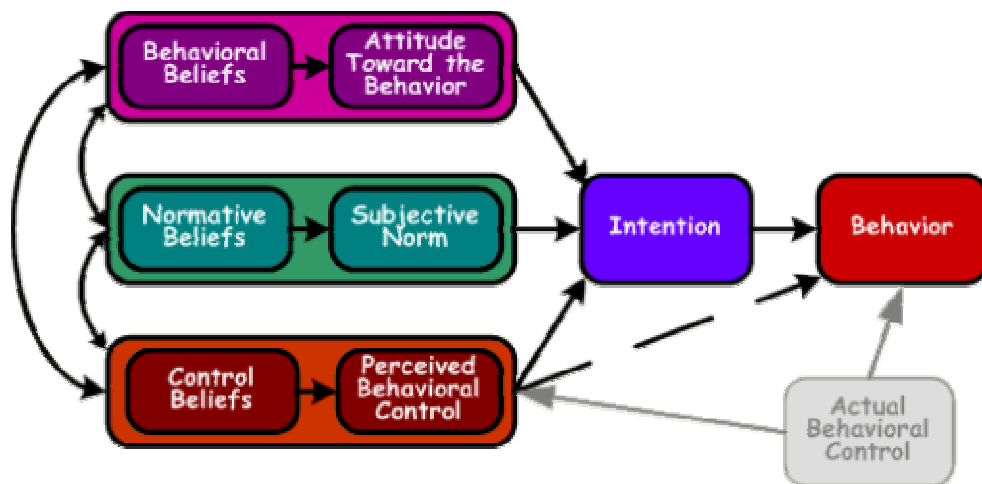 Behavioral
Beliefs
Attitude
Toward the
Behavior
Normative
Beliefs
Subjective
Norm
Intention
Behavior
Control
Beliefs
Perceived
Behavioral
Control
Actual
Behavioral
Control